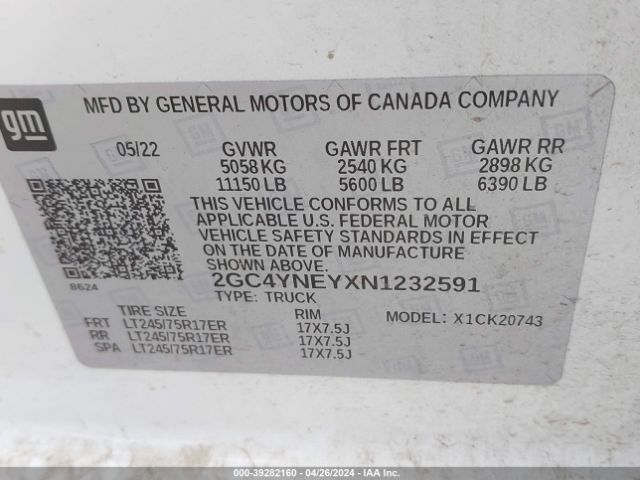 gm
MFD BY GENERAL MOTORS OF CANADA COMPANY
05/22 GVWR GAWR FRT GAWR RR
5058 KG 2540 KG 2898 KG
11150 LB 5600 LB 6390 LB
THIS VEHICLE CONFORMS TO ALL
APPLICABLE U.S. FEDERAL MOTOR
VEHICLE SAFETY STANDARDS IN EFFECT
ON THE DATE OF MANUFACTURE
SHOWN ABOVE.
8624 2GC4YNEYXN1232591
TYPE: TRUCK
TIRE SIZE RIM MODEL: X1CK20743
FRT LT245/75R17ER 17X7.5J
RR LT245/75R17ER 17X7.5J
SPA LT245/75R17ER 17X7.5J
000-39282160 - 04/26/2024 - IAA Inc.